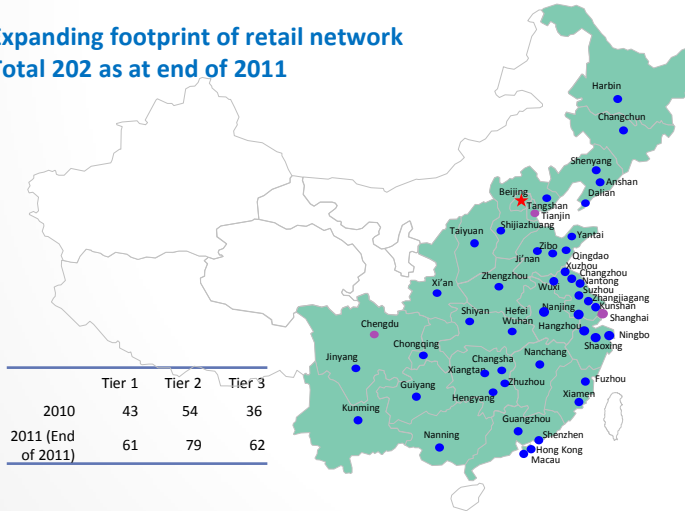 Expanding footprint of retail network
Total 202 as at end of 2011
Harbin
Changchun
Shenyang
Anshan
Dalian
Beijing
Tangshan
Tianjin
Shijiazhuang
Taiyuan
Yantai
Zibo
Ji'nan
Qingdao
Xuzhou
Changzhou
Nantong
Zhengzhou
Wuxi
Suzhou
Zhangjiagang
Kunshan
Xi'an
Shanghai
Shiyan
Hefei
Nanjing
Wuhan
Hangzhou
Ningbo
Shaoxing
Chengdu
Chongqing
Jinyang
Changsha
Nanchang
Xiangtan
Zhuzhou
Hengyang
Guiyang
Fuzhou
Xiamen
Kunming
Guangzhou
Nanning
Shenzhen
Hong Kong
Macau
Tier 1 Tier 2 Tier 3
2010 43 54 36
2011 (End
of 2011) 61 79 62